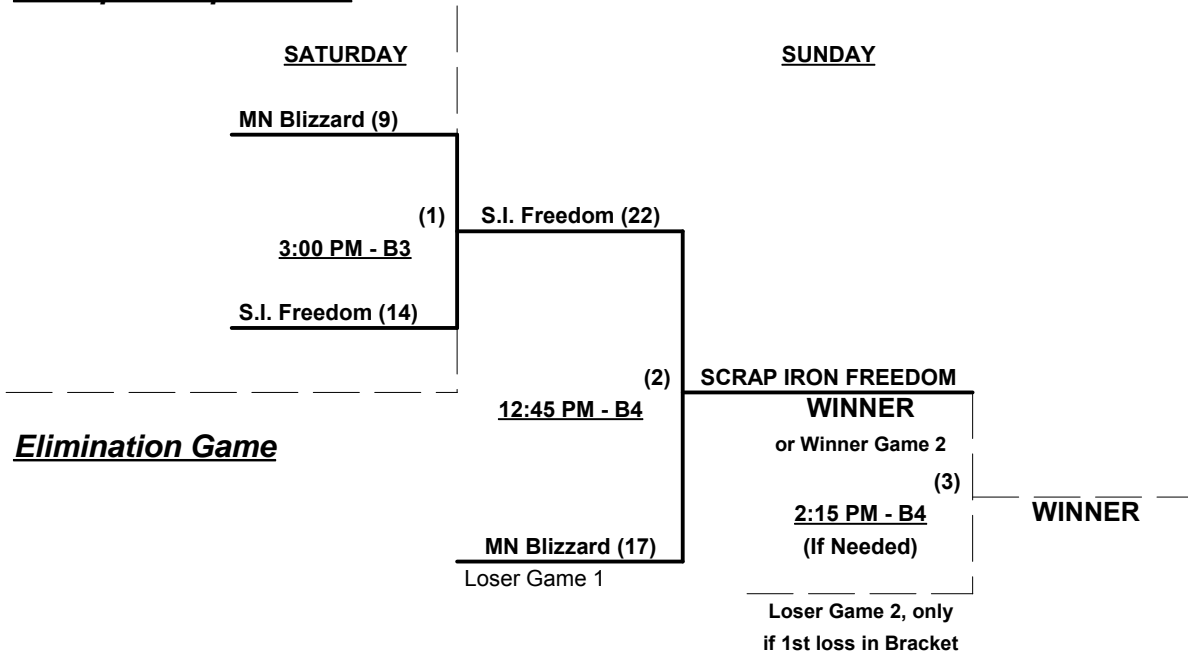 SATURDAY
SUNDAY
MN Blizzard (9)
(1)
S.I. Freedom (22)
3:00 PM - B3
S.I. Freedom (14)
(2)
SCRAP IRON FREEDOM
12:45 PM - B4
WINNER
or Winner Game 2
Elimination Game
(3)
2:15 PM - B4
WINNER
(If Needed)
MN Blizzard (17)
Loser Game 1
Loser Game 2, only
if 1st loss in Bracket